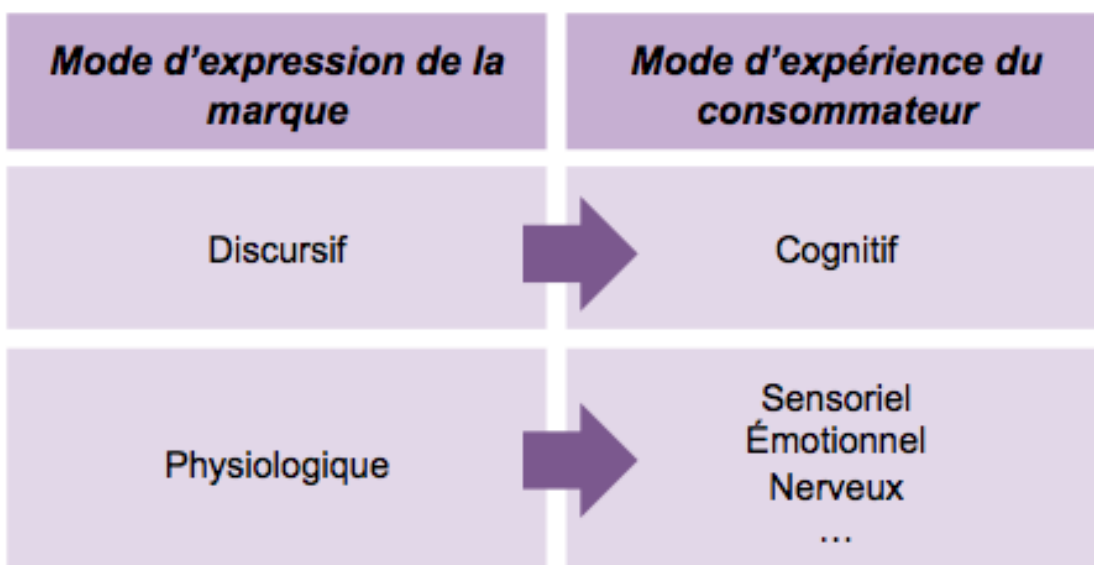 Mode d'expression de la
marque
Mode d'expérience du
consommateur
Discursif
Cognitif
Physiologique
Sensoriel
Émotionnel
Nerveux
...